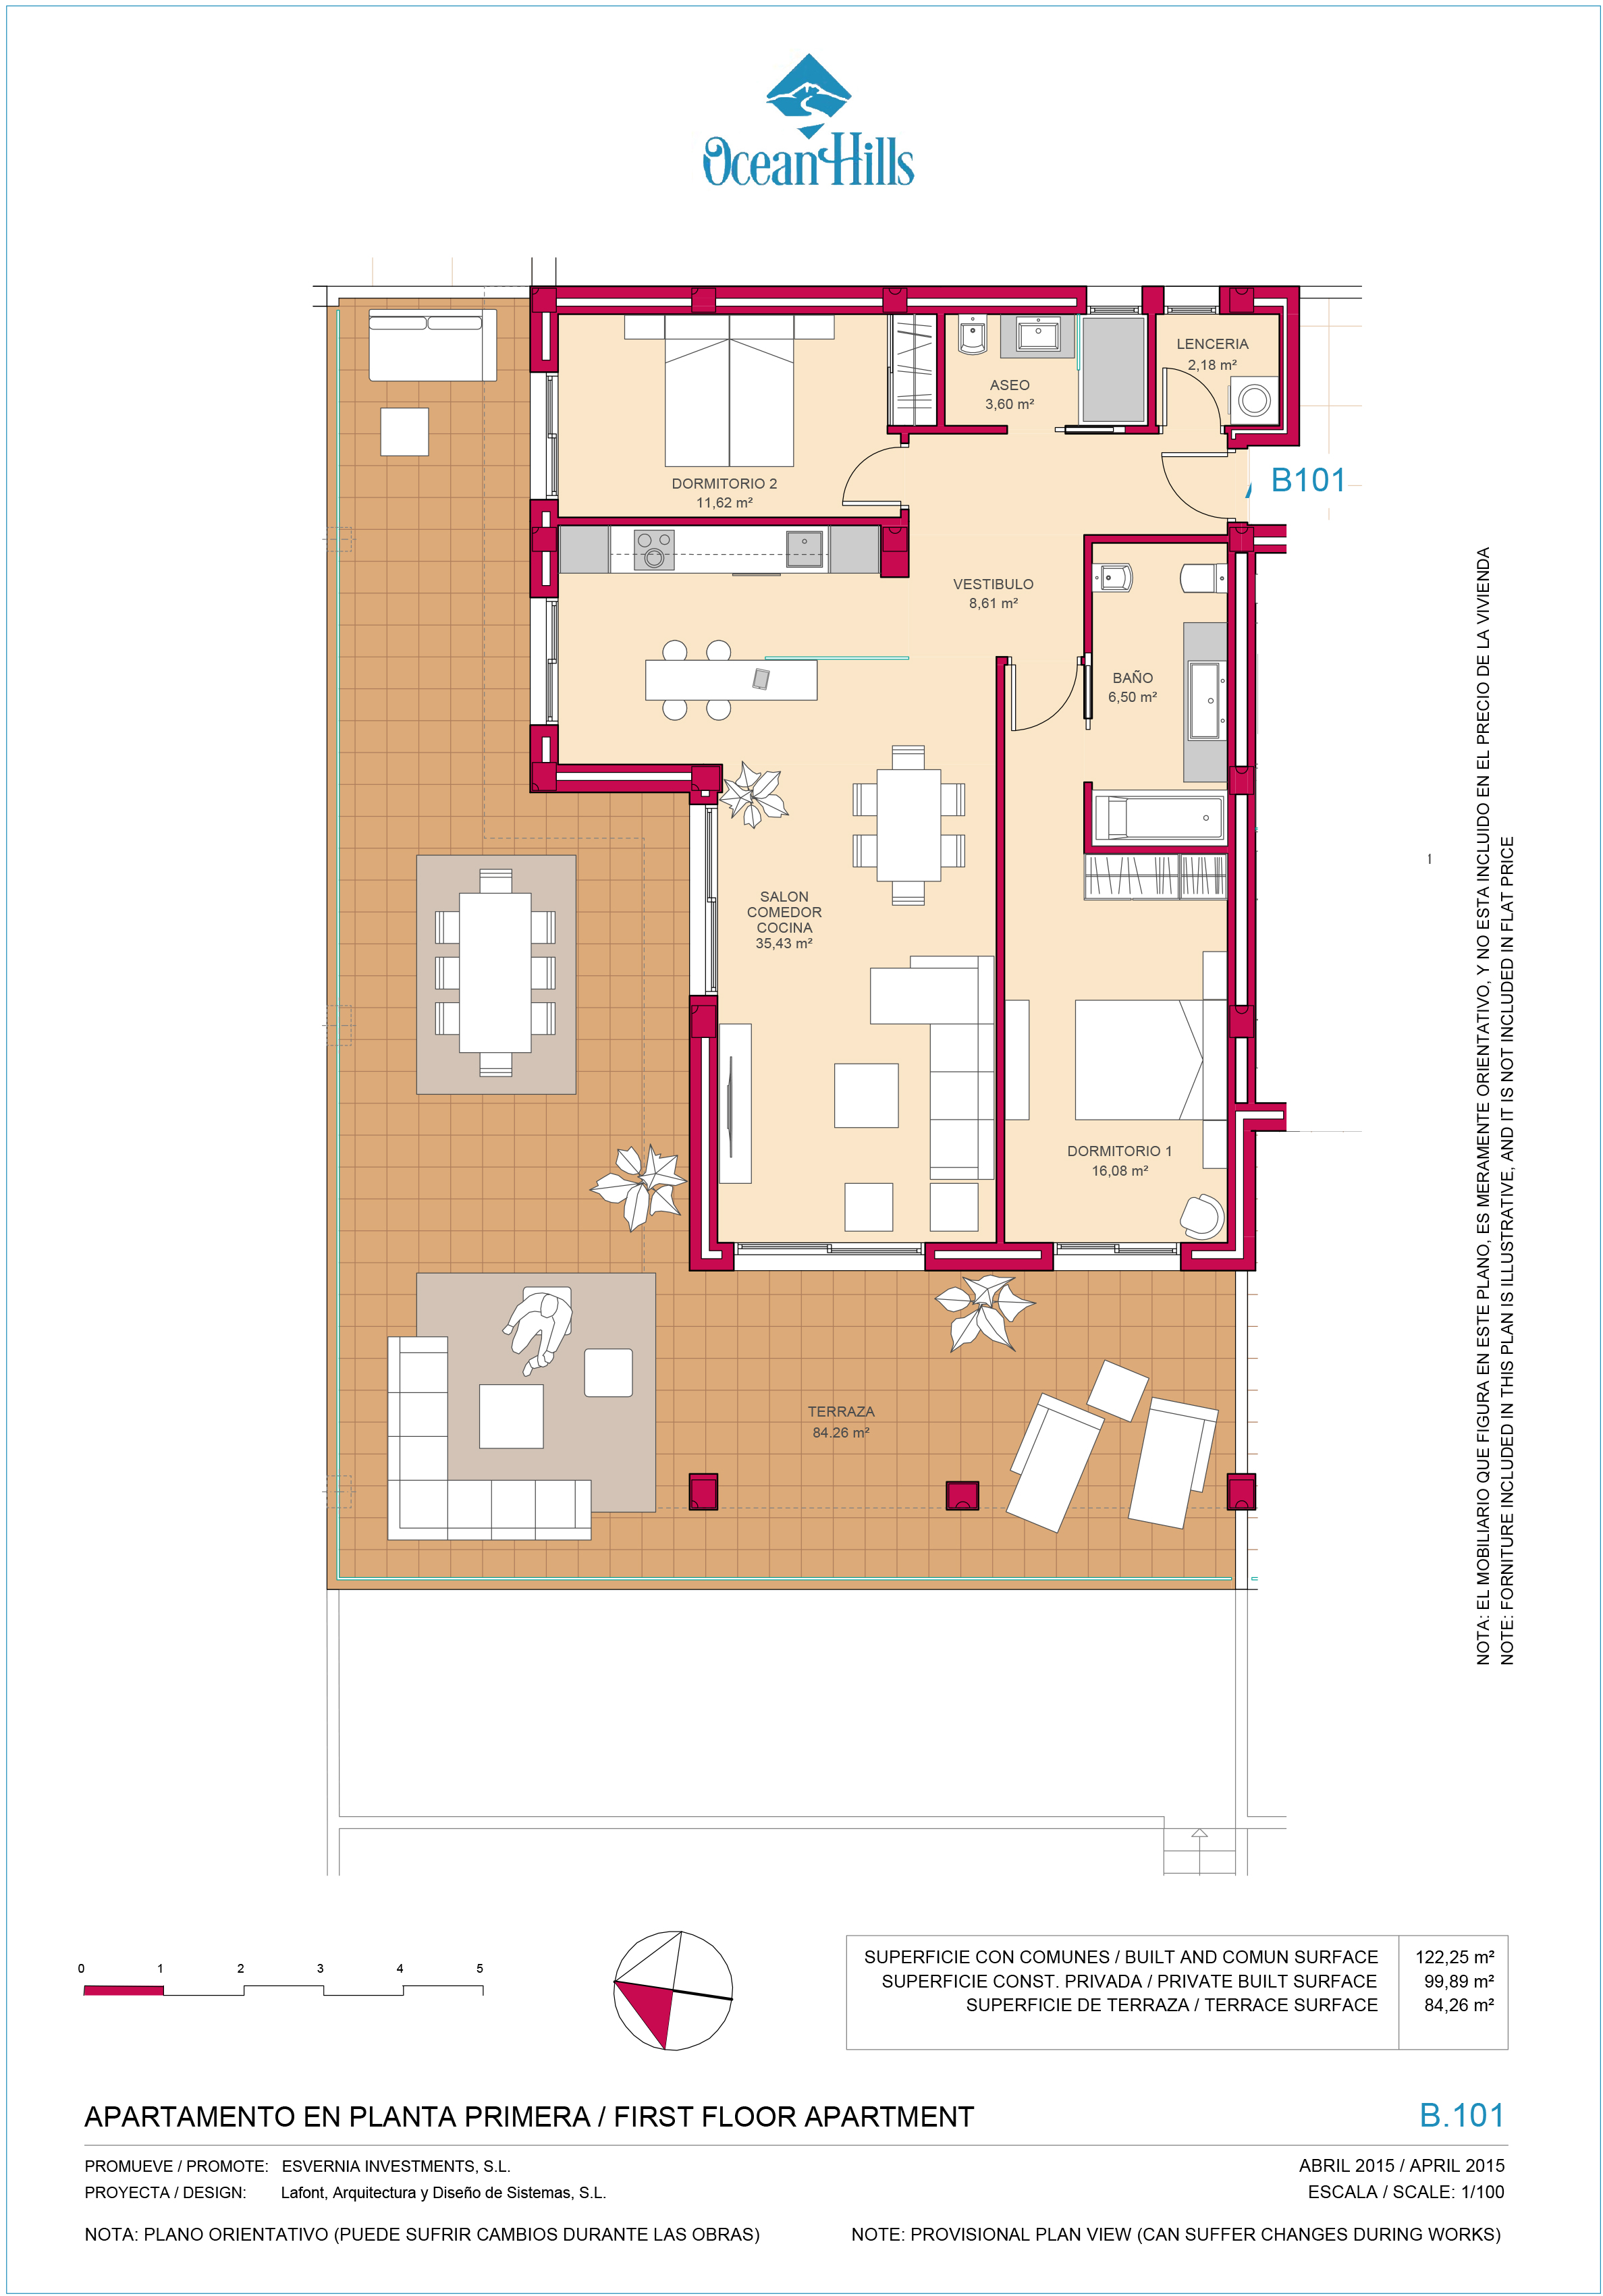 OceanHills
LENCERIA
2,18 m²
ASEO
3,60 m²
B101
DORMITORIO 2
11,62 m²
VESTIBULO
8,61 m²
BAÑO
6,50 m²
SALON
COMEDOR
COCINA
35,43 m²
DORMITORIO 1
16,08 m²
TERRAZA
84.26 m²
1
NOTA: EL MOBILIARIO QUE FIGURA EN ESTE PLANO, ES MERAMENTE ORIENTATIVO, Y NO ESTA INCLUIDO EN EL PRECIO DE LA VIVIENDA
NOTE: FORNITURE INCLUDED IN THIS PLAN IS ILLUSTRATIVE, AND IT IS NOT INCLUDED IN FLAT PRICE
0 1 2 3 4 5
SUPERFICIE CON COMUNES / BUILT AND COMUN SURFACE 122,25 m²
SUPERFICIE CONST. PRIVADA / PRIVATE BUILT SURFACE 99,89 m²
SUPERFICIE DE TERRAZA / TERRACE SURFACE 84,26 m²
APARTAMENTO EN PLANTA PRIMERA / FIRST FLOOR APARTMENT B.101
PROMUEVE / PROMOTE: ESVERNIA INVESTMENTS, S.L. ABRIL 2015 / APRIL 2015
PROYECTA / DESIGN: Lafont, Arquitectura y Diseño de Sistemas, S.L. ESCALA / SCALE: 1/100
NOTA: PLANO ORIENTATIVO (PUEDE SUFRIR CAMBIOS DURANTE LAS OBRAS) NOTE: PROVISIONAL PLAN VIEW (CAN SUFFER CHANGES DURING WORKS)